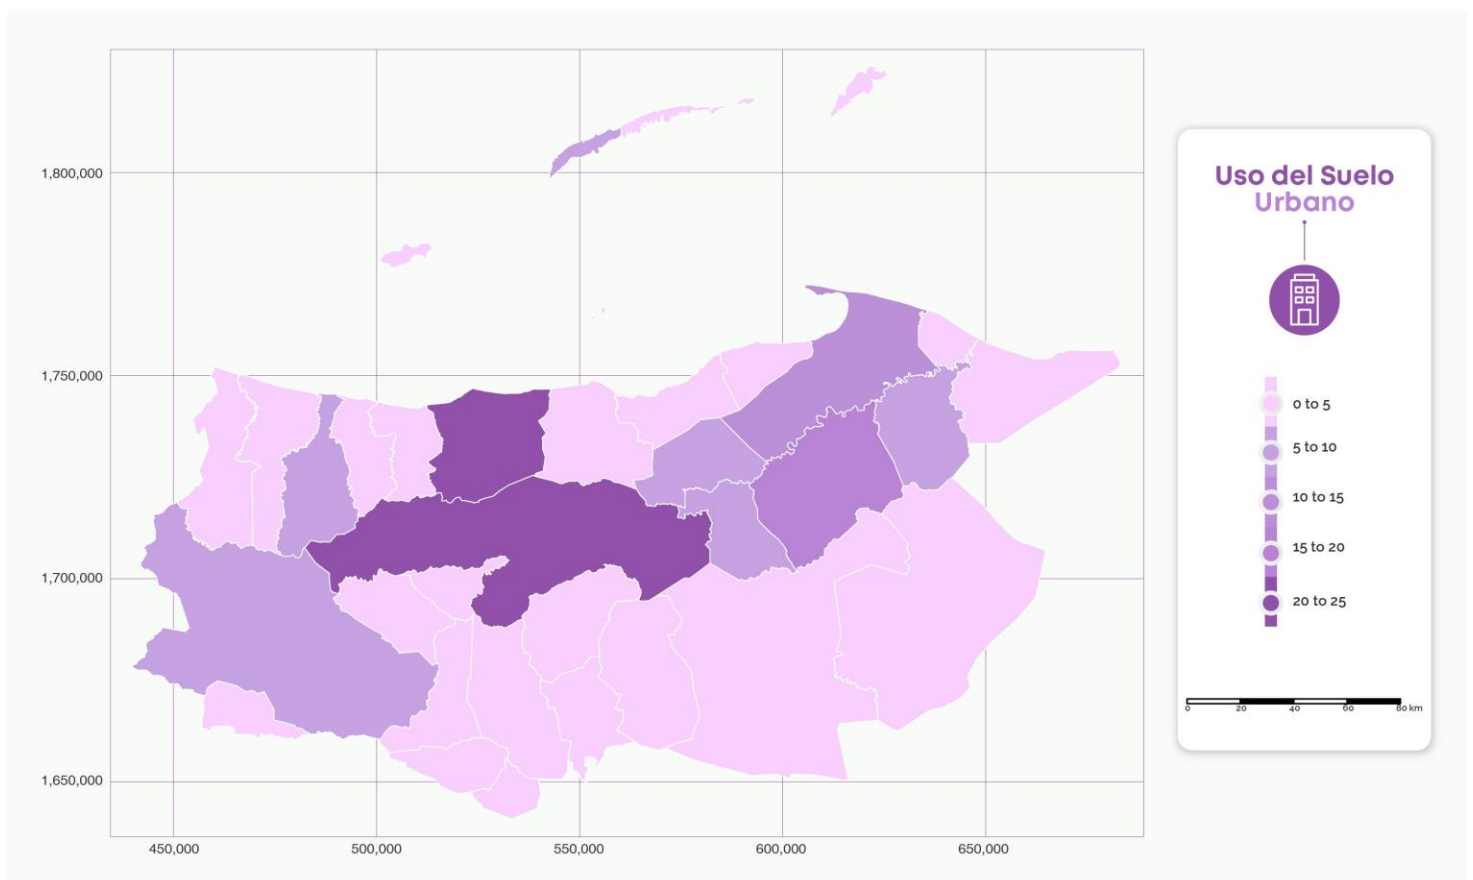 Uso del Suelo
Urbano
0 to 5
5 to 10
10 to 15
15 to 20
20 to 25
0 20 40 60 80 km
1,800,000
1,750,000
1,700,000
1,650,000
450,000 500,000 550,000 600,000 650,000